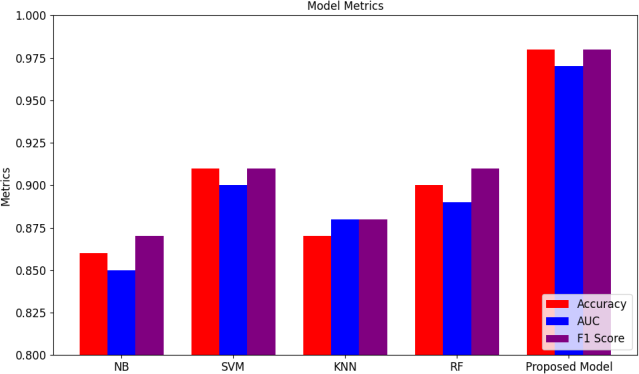 Model Metrics
1.000
0.975
0.950
0.925
0.900
0.875
0.850
0.825
0.800
Metrics
NB SVM KNN RF Proposed Model
Accuracy
AUC
F1 Score